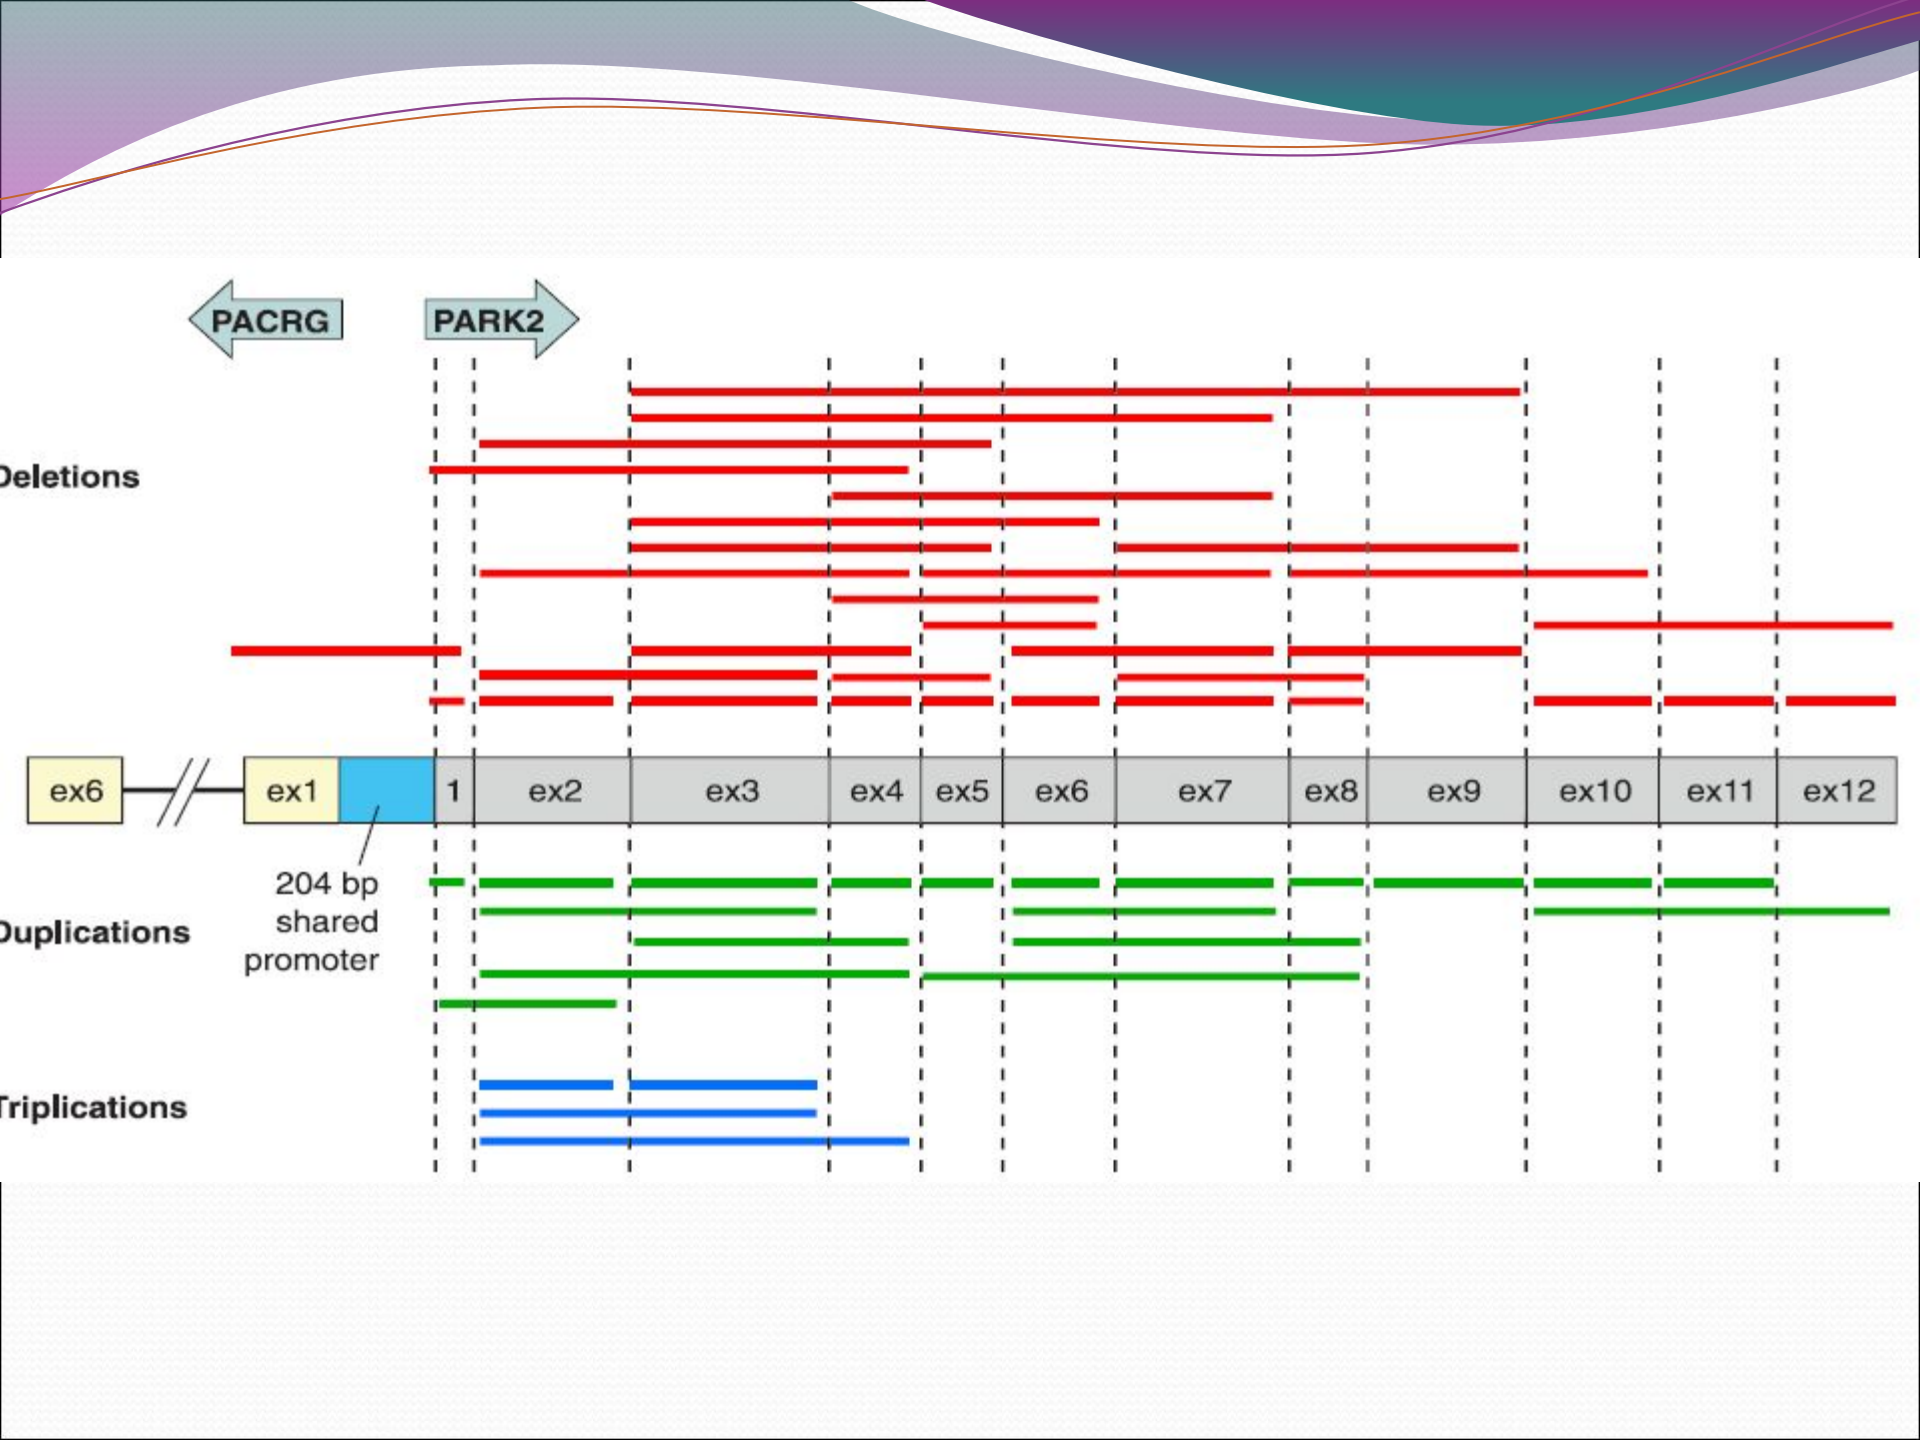 PACRG PARK2
Deletions
ex6 ex1 1 ex2 ex3 ex4 ex5 ex6 ex7 ex8 ex9 ex10 ex11 ex12
204 bp
shared
promoter
Duplications
Triplications